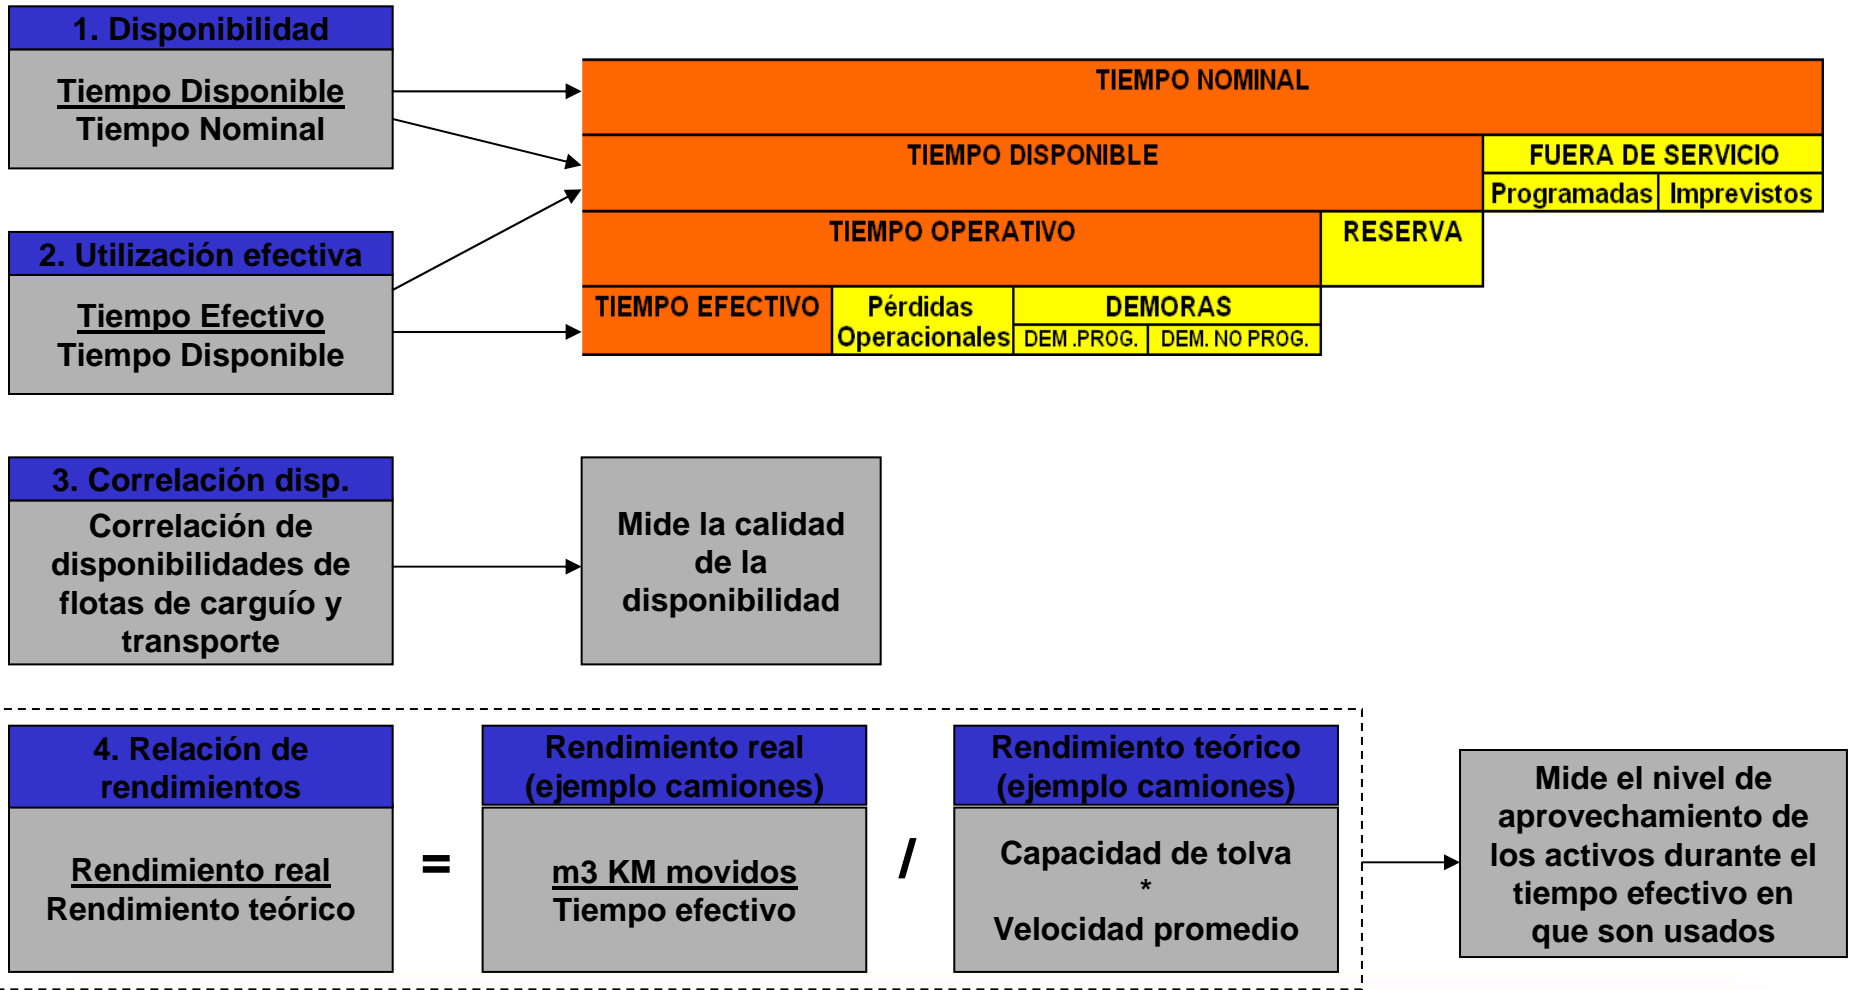 1. Disponibilidad
Tiempo Disponible
Tiempo Nominal
TIEMPO NOMINAL
TIEMPO DISPONIBLE
FUERA DE SERVICIO
Programadas
Imprevistos
TIEMPO OPERATIVO
RESERVA
TIEMPO EFECTIVO
Pérdidas
Operacionales
DEMORAS
DEM .PROG.
DEM. NO PROG.
2. Utilización efectiva
Tiempo Efectivo
Tiempo Disponible
3. Correlación disp.
Correlación de
disponibilidades de
flotas de carguío y
transporte
Mide la calidad
de la
disponibilidad
4. Relación de
rendimientos
Rendimiento real
Rendimiento teórico
=
Rendimiento real
(ejemplo camiones)
m3 KM movidos
Tiempo efectivo
/
Rendimiento teórico
(ejemplo camiones)
Capacidad de tolva
*
Velocidad promedio
Mide el nivel de
aprovechamiento de
los activos durante el
tiempo efectivo en
que son usados